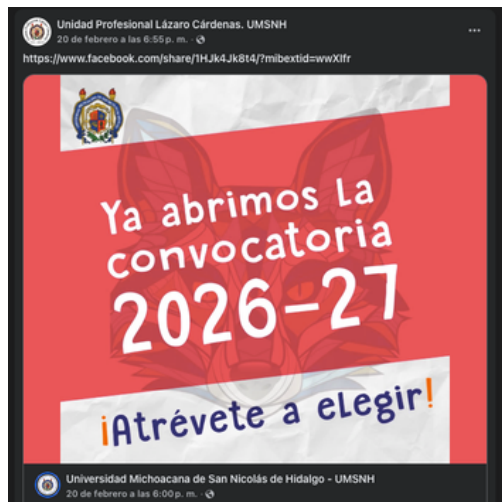 Unidad Profesional Lázaro Cárdenas. UMSNH
20 de febrero a las 6:55 p. m. ·
https://www.facebook.com/share/1HJk4Jk8t4/?mibextid=wwXIfr
Ya abrimos La
convocatoria
2026-27
¡Atrévete a eLegir!
Universidad Michoacana de San Nicolás de Hidalgo - UMSNH
20 de febrero a las 6:00 p. m. ·